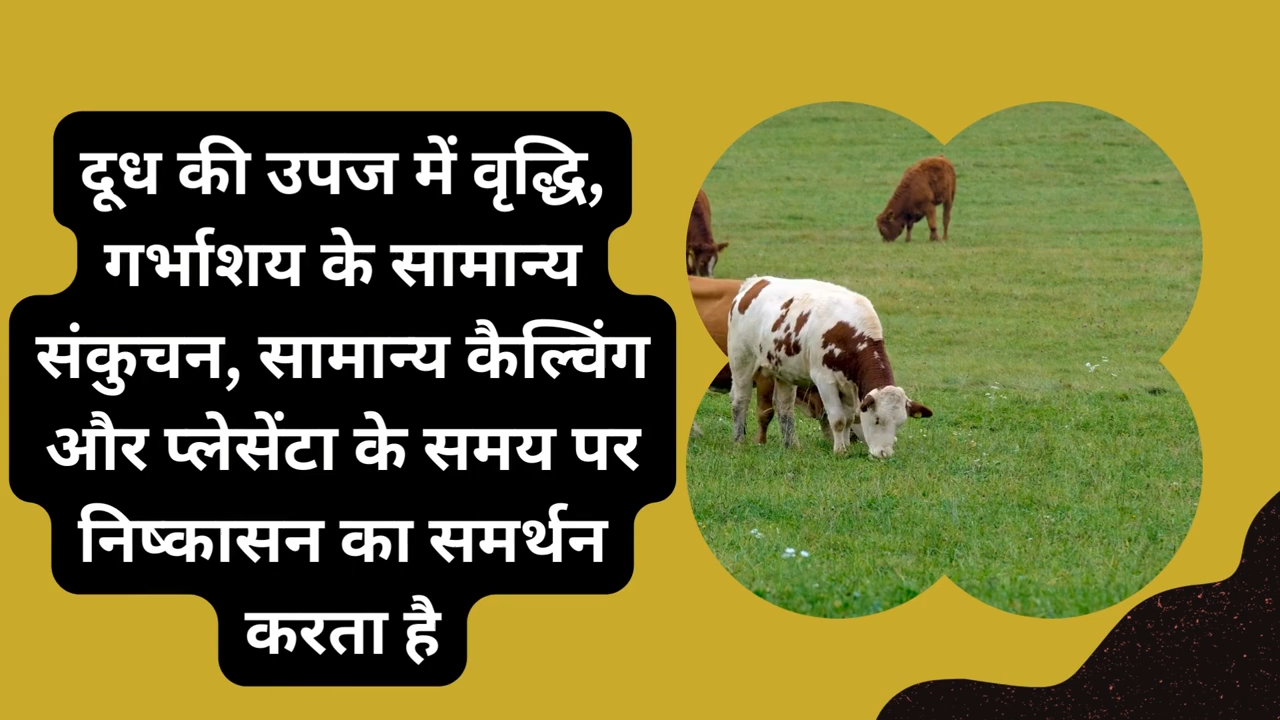 दूध की उपज में वृद्धि,
गर्भाशय के सामान्य
संकुचन, सामान्य कैल्विंग
और प्लेसेंटा के समय पर
निष्कासन का समर्थन
करता है